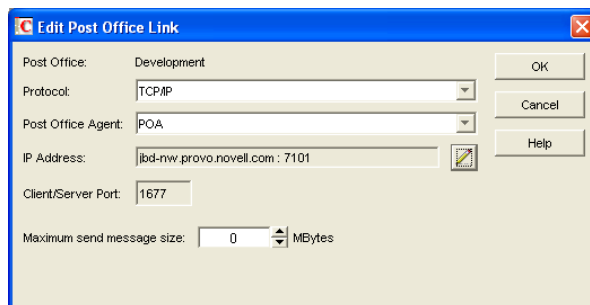 Edit Post Office Link
Post Office: Development
OK
Protocol: TCP/IP
Cancel
Post Office Agent: POA
Help
IP Address: jbd-nw.provo.novell.com : 7101
Client/Server Port: 1677
Maximum send message size: 0 MBytes